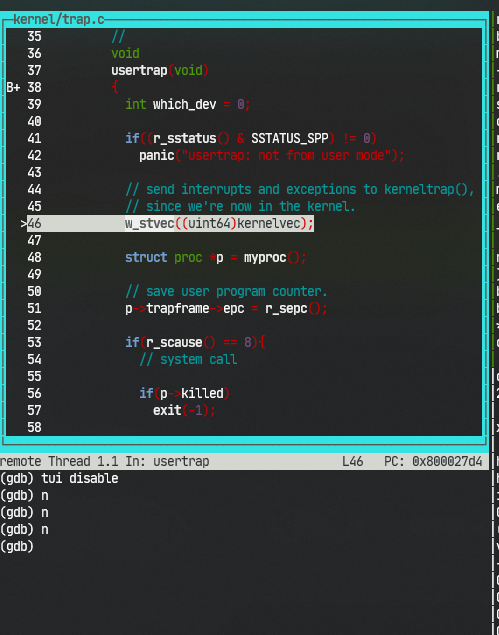 kernel/trap.c
35 //
36 void
37 usertrap(void)
B+ 38 {
39 int which_dev = 0;
40
41 if((r_sstatus() & SSTATUS_SPP) != 0)
42 panic("usertrap: not from user mode");
43
44 // send interrupts and exceptions to kerneltrap(),
45 // since we're now in the kernel.
>46 w_stvec((uint64)kernelvec);
47
48 struct proc *p = myproc();
49
50 // save user program counter.
51 p->trapframe->epc = r_sepc();
52
53 if(r_scause() == 8){
54 // system call
55
56 if(p->killed)
57 exit(-1);
58
remote Thread 1.1 In: usertrap L46 PC: 0x800027d4
(gdb) tui disable
(gdb) n
(gdb) n
(gdb) n
(gdb)